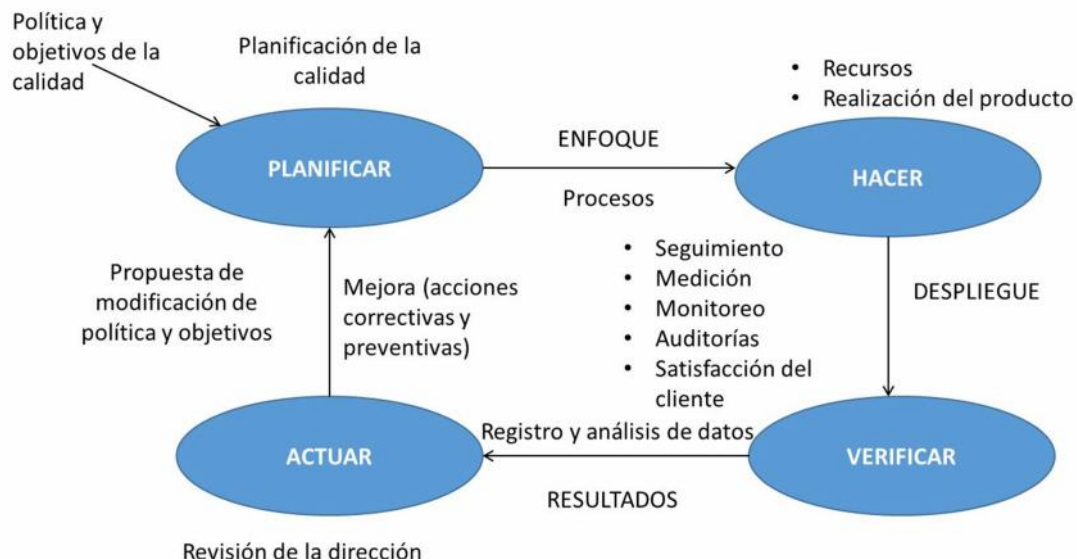 Política y
objetivos de la
calidad
Planificación de la
calidad
• Recursos
• Realización del producto
PLANIFICAR
ENFOQUE
Procesos
HACER
• Seguimiento
• Medición
• Monitoreo
• Auditorías
• Satisfacción del
cliente
DESPLIEGUE
Propuesta de
modificación de
política y objetivos
Mejora (acciones
correctivas y
preventivas)
Registro y análisis de datos
ACTUAR
VERIFICAR
RESULTADOS
Revisión de la dirección